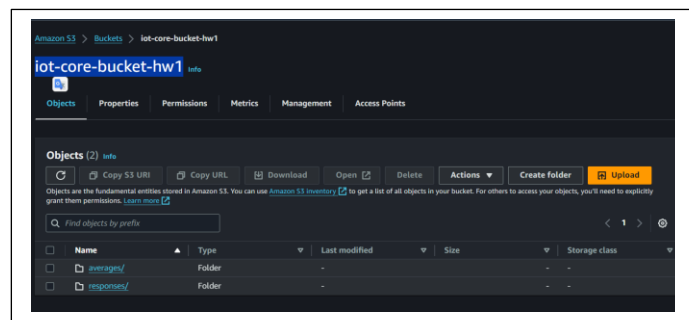 Amazon S3 > Buckets > iot-core-bucket-hw1
iot-core-bucket-hw1 Info
Objects Properties Permissions Metrics Management Access Points
Objects (2) Info
Copy S3 URI Copy URL Download Open Delete Actions Create folder Upload
Objects are the fundamental entities stored in Amazon S3. You can use Amazon S3 inventory to get a list of all objects in your bucket. For others to access your objects, you'll need to explicitly
grant them permissions. Learn more
Find objects by prefix
< 1 >
Name Type Last modified Size Storage class
averages/ Folder - - -
responses/ Folder - - -